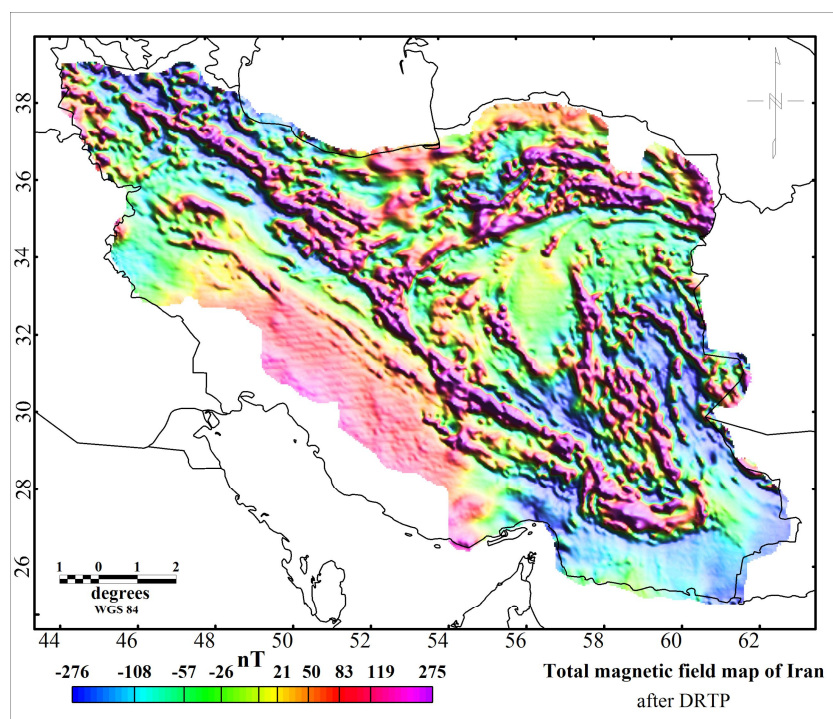 N
38
36
34
32
30
28
26
1 0 1 2
degrees
WGS 84
44 46 48 50 52 54 56 58 60 62
nT
-276 -108 -57 -26 21 50 83 119 275
Total magnetic field map of Iran
after DRTP